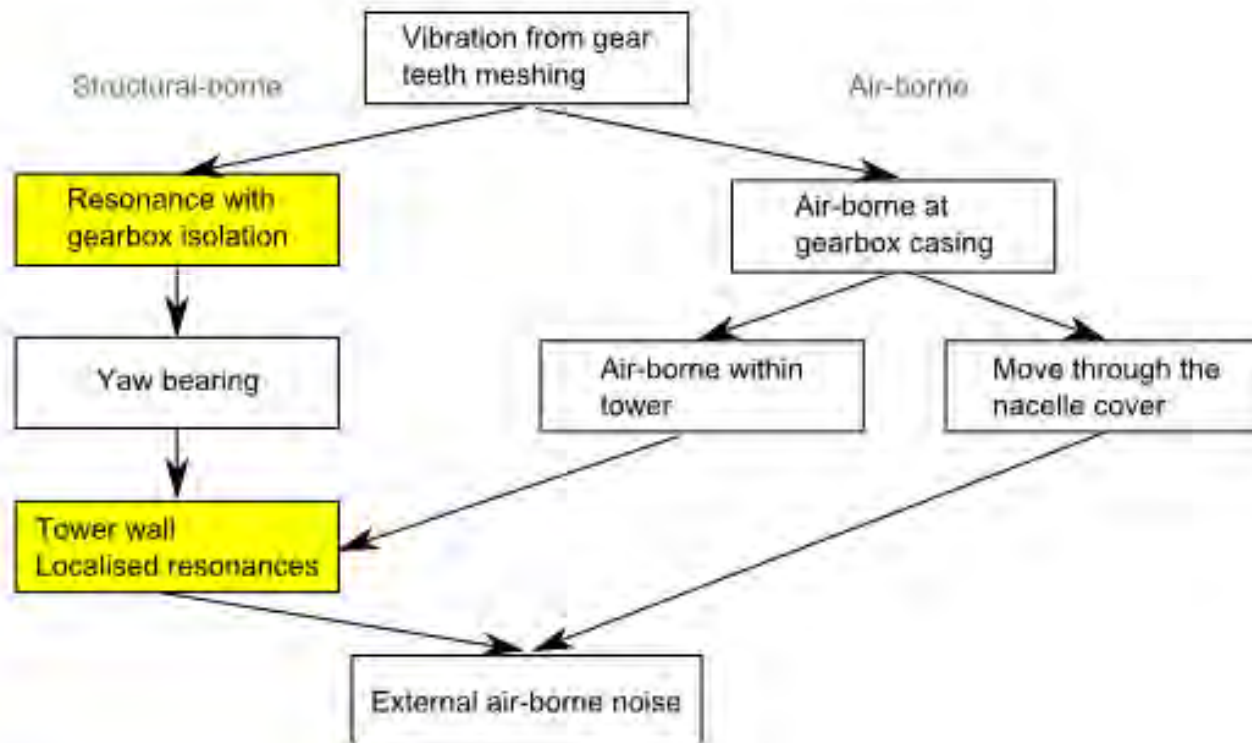 Vibration from gear
teeth meshing
Structural-borne
Air-borne
Resonance with
gearbox isolation
Air-borne at
gearbox casing
Yaw bearing
Air-borne within
tower
Move through the
nacelle cover
Tower wall
Localised resonances
External air-borne noise